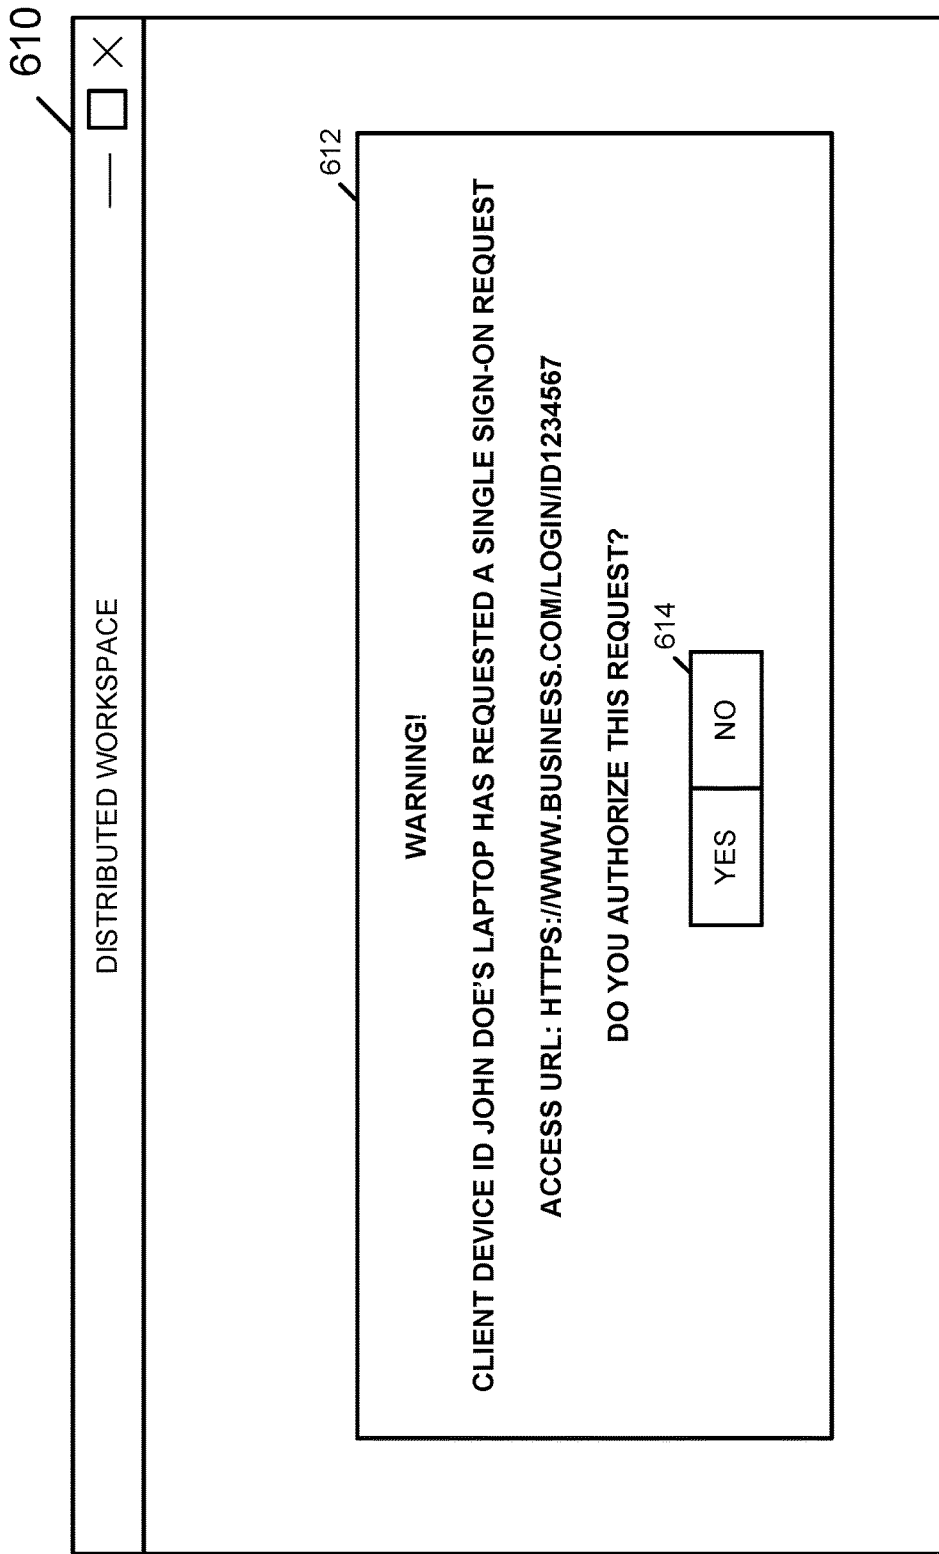 610
DISTRIBUTED WORKSPACE
612
WARNING!
CLIENT DEVICE ID JOHN DOE'S LAPTOP HAS REQUESTED A SINGLE SIGN-ON REQUEST
ACCESS URL: HTTPS://WWW.BUSINESS.COM/LOGIN/ID1234567
DO YOU AUTHORIZE THIS REQUEST?
614
YES NO